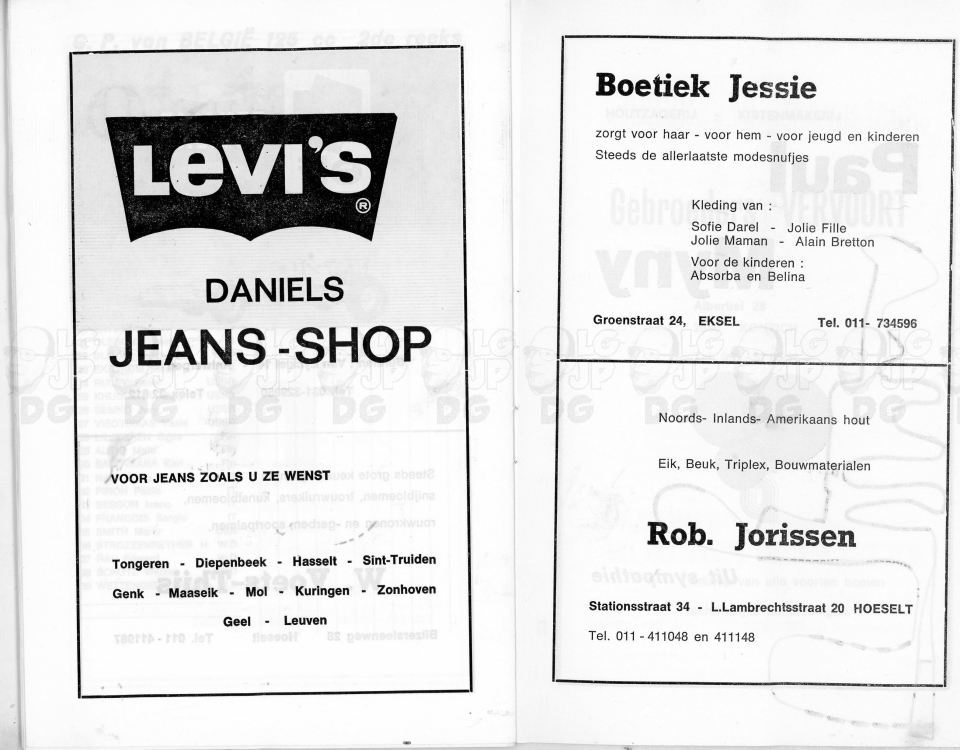 LEVI'S
®
DANIELS
JEANS-SHOP
VOOR JEANS ZOALS U ZE WENST
Tongeren - Diepenbeek - Hasselt - Sint-Truiden
Genk - Maaseik - Mol - Kuringen - Zonhoven
Geel - Leuven
Boetiek Jessie
zorgt voor haar - voor hem - voor jeugd en kinderen
Steeds de allerlaatste modesnufjes
Kleding van :
Sofie Darel - Jolie Fille
Jolie Maman - Alain Bretton
Voor de kinderen :
Absorba en Belina
Groenstraat 24, EKSEL Tel. 011- 734596
Noords- Inlands- Amerikaans hout
Eik, Beuk, Triplex, Bouwmaterialen
Rob. Jorissen
Stationsstraat 34 - L.Lambrechtsstraat 20 HOESELT
Tel. 011 - 411048 en 411148